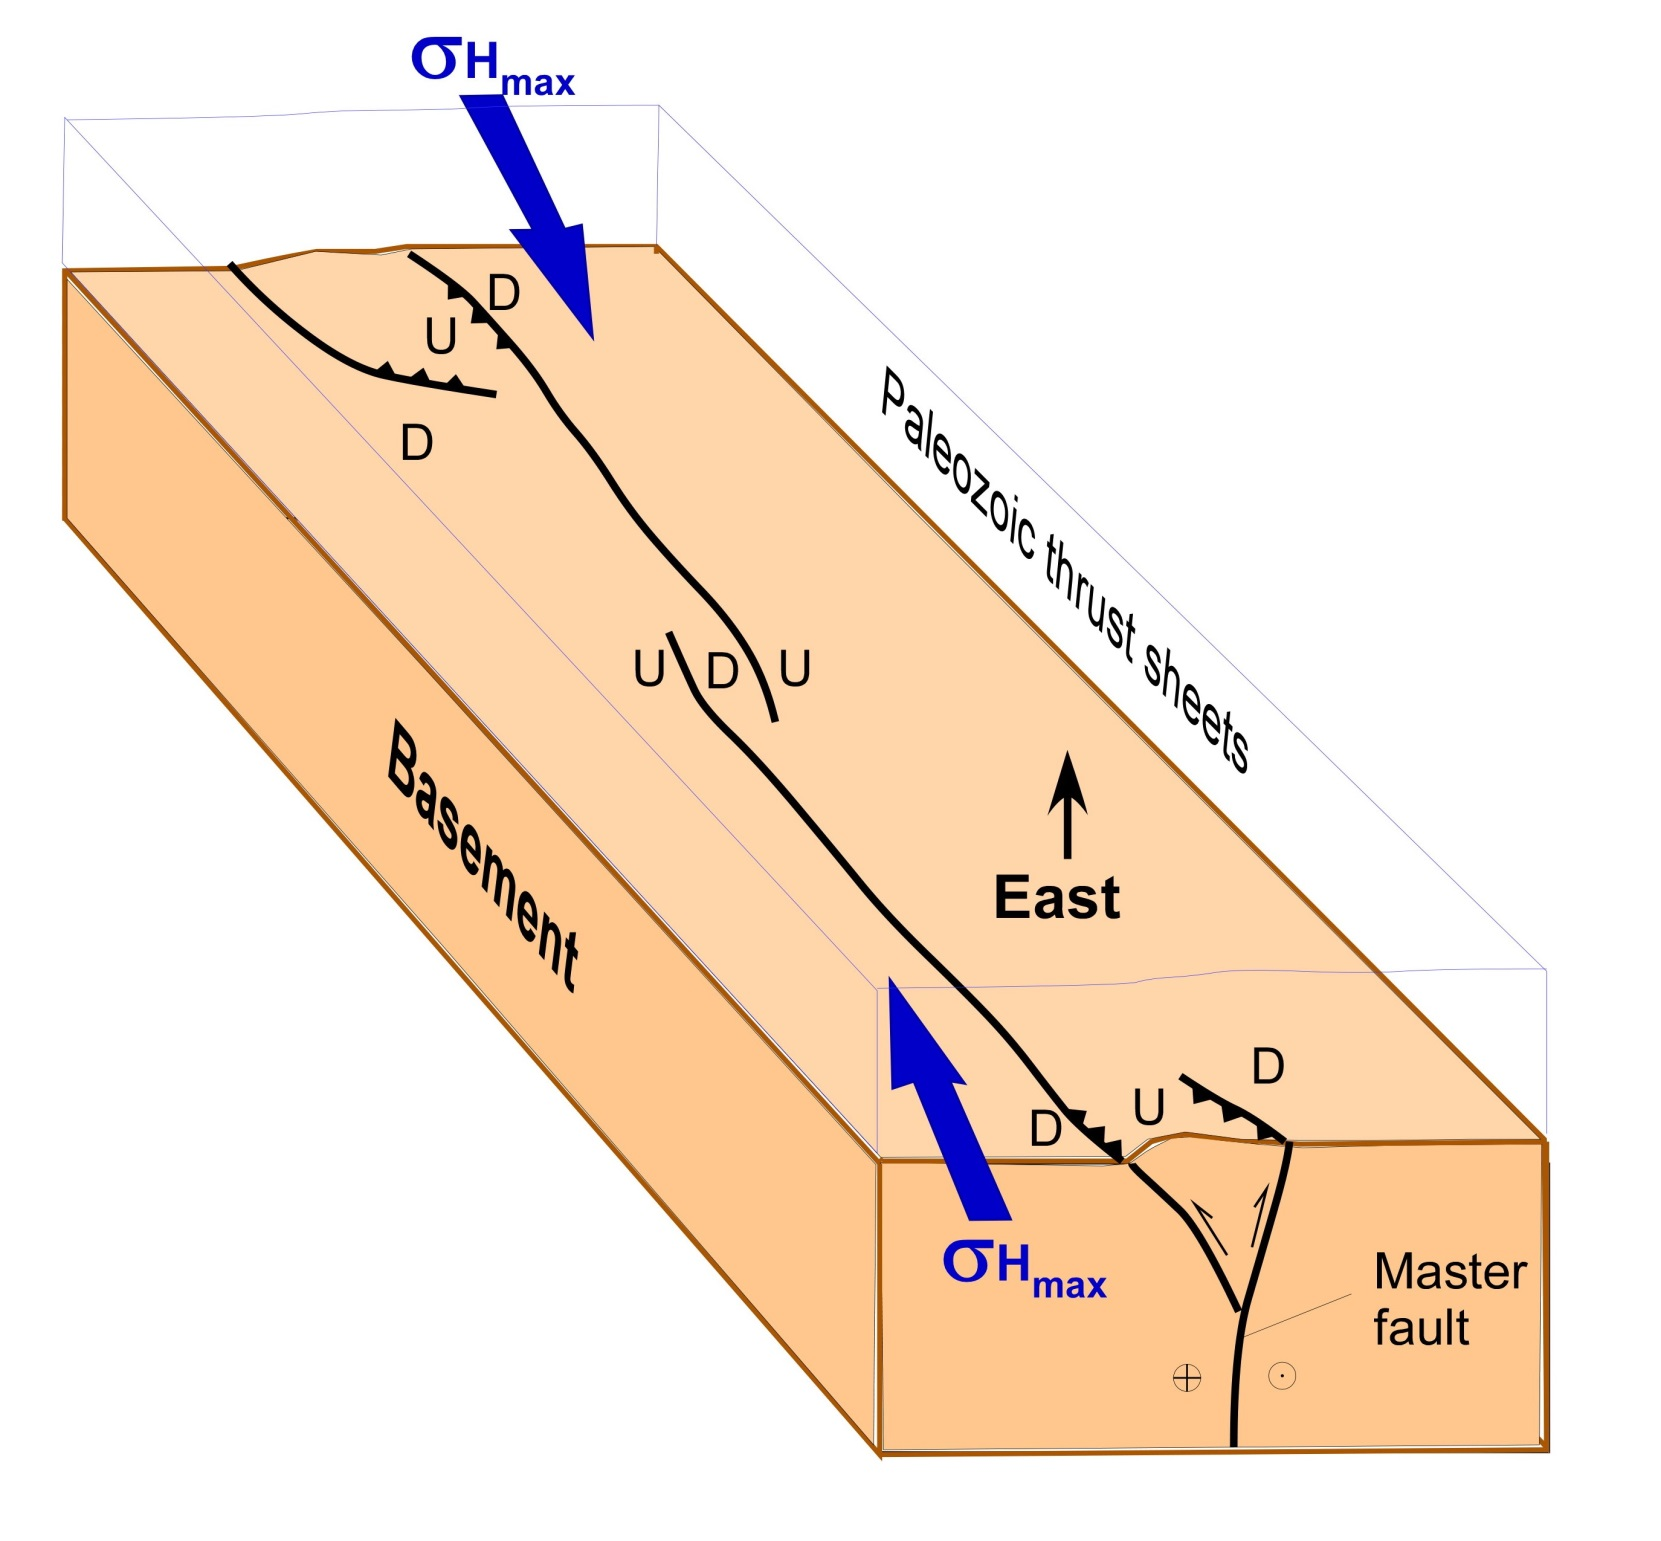 σHmax
D
U
D
Paleozoic thrust sheets
U D U
Basement
East
D
U
D
σHmax
Master
fault